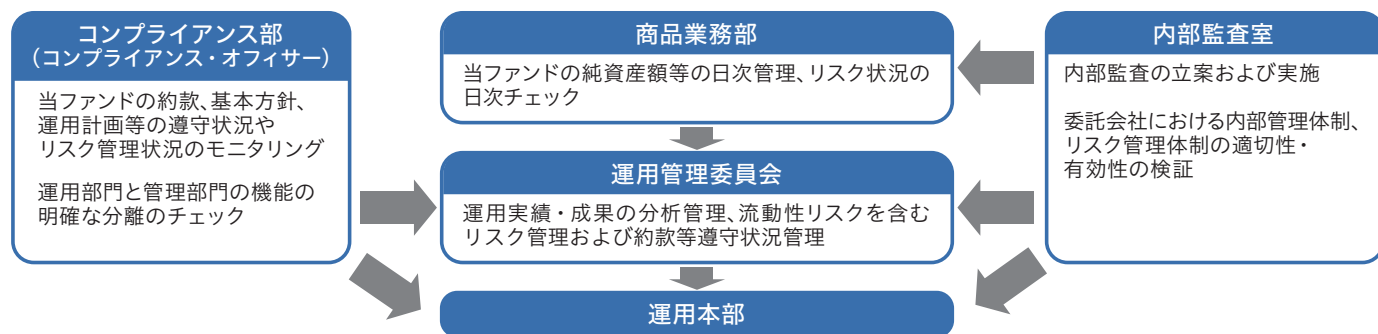 コンプライアンス部
（コンプライアンス・オフィサー）
当ファンドの約款、基本方針、
運用計画等の遵守状況や
リスク管理状況のモニタリング
運用部門と管理部門の機能の
明確な分離のチェック
商品業務部
当ファンドの純資産額等の日次管理、リスク状況の
日次チェック
運用管理委員会
運用実績・成果の分析管理、流動性リスクを含む
リスク管理および約款等遵守状況管理
運用本部
内部監査室
内部監査の立案および実施
委託会社における内部管理体制、
リスク管理体制の適切性・
有効性の検証